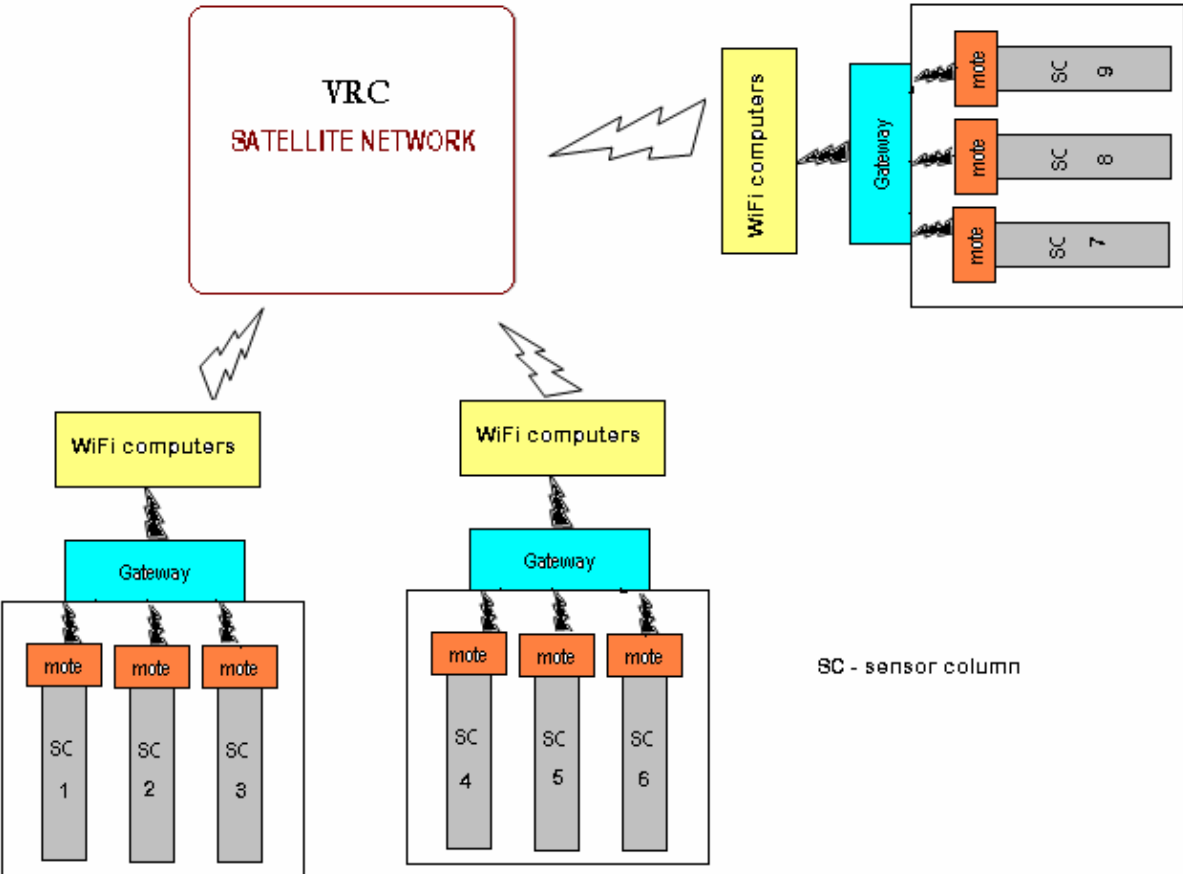 VRC
SATELLITE NETWORK
WiFi computers
Gateway
mote
SC 9
mote
SC 8
mote
SC 7
WiFi computers
Gateway
mote
mote
mote
SC
SC
SC
1
2
3
WiFi computers
Gateway
mote
mote
mote
SC
SC
SC
4
5
6
SC - sensor column